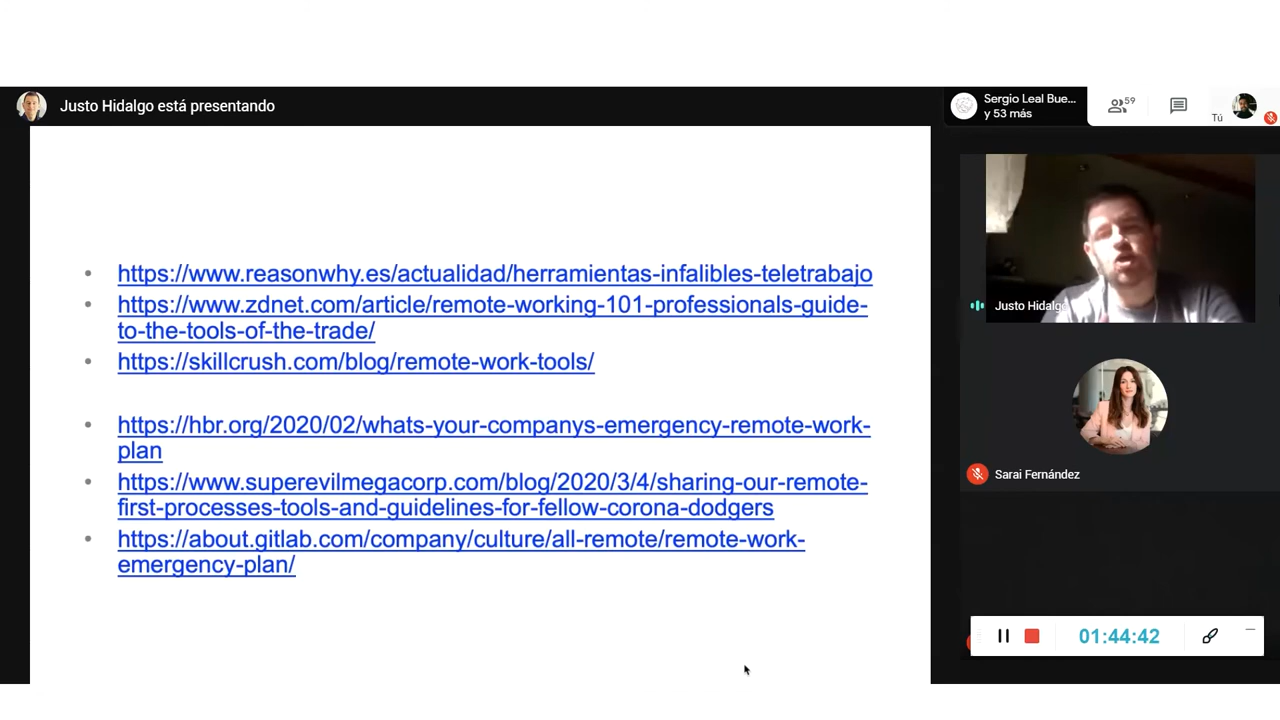 Justo Hidalgo está presentando
Sergio Leal Bue...
y 53 más
59
Tú
• https://www.reasonwhy.es/actualidad/herramientas-infalibles-teletrabajo
• https://www.zdnet.com/article/remote-working-101-professionals-guide-
to-the-tools-of-the-trade/
• https://skillcrush.com/blog/remote-work-tools/
• https://hbr.org/2020/02/whats-your-companys-emergency-remote-work-
plan
• https://www.superevilmegacorp.com/blog/2020/3/4/sharing-our-remote-
first-processes-tools-and-guidelines-for-fellow-corona-dodgers
• https://about.gitlab.com/company/culture/all-remote/remote-work-
emergency-plan/
Justo Hidalgo
Sarai Fernández
01:44:42